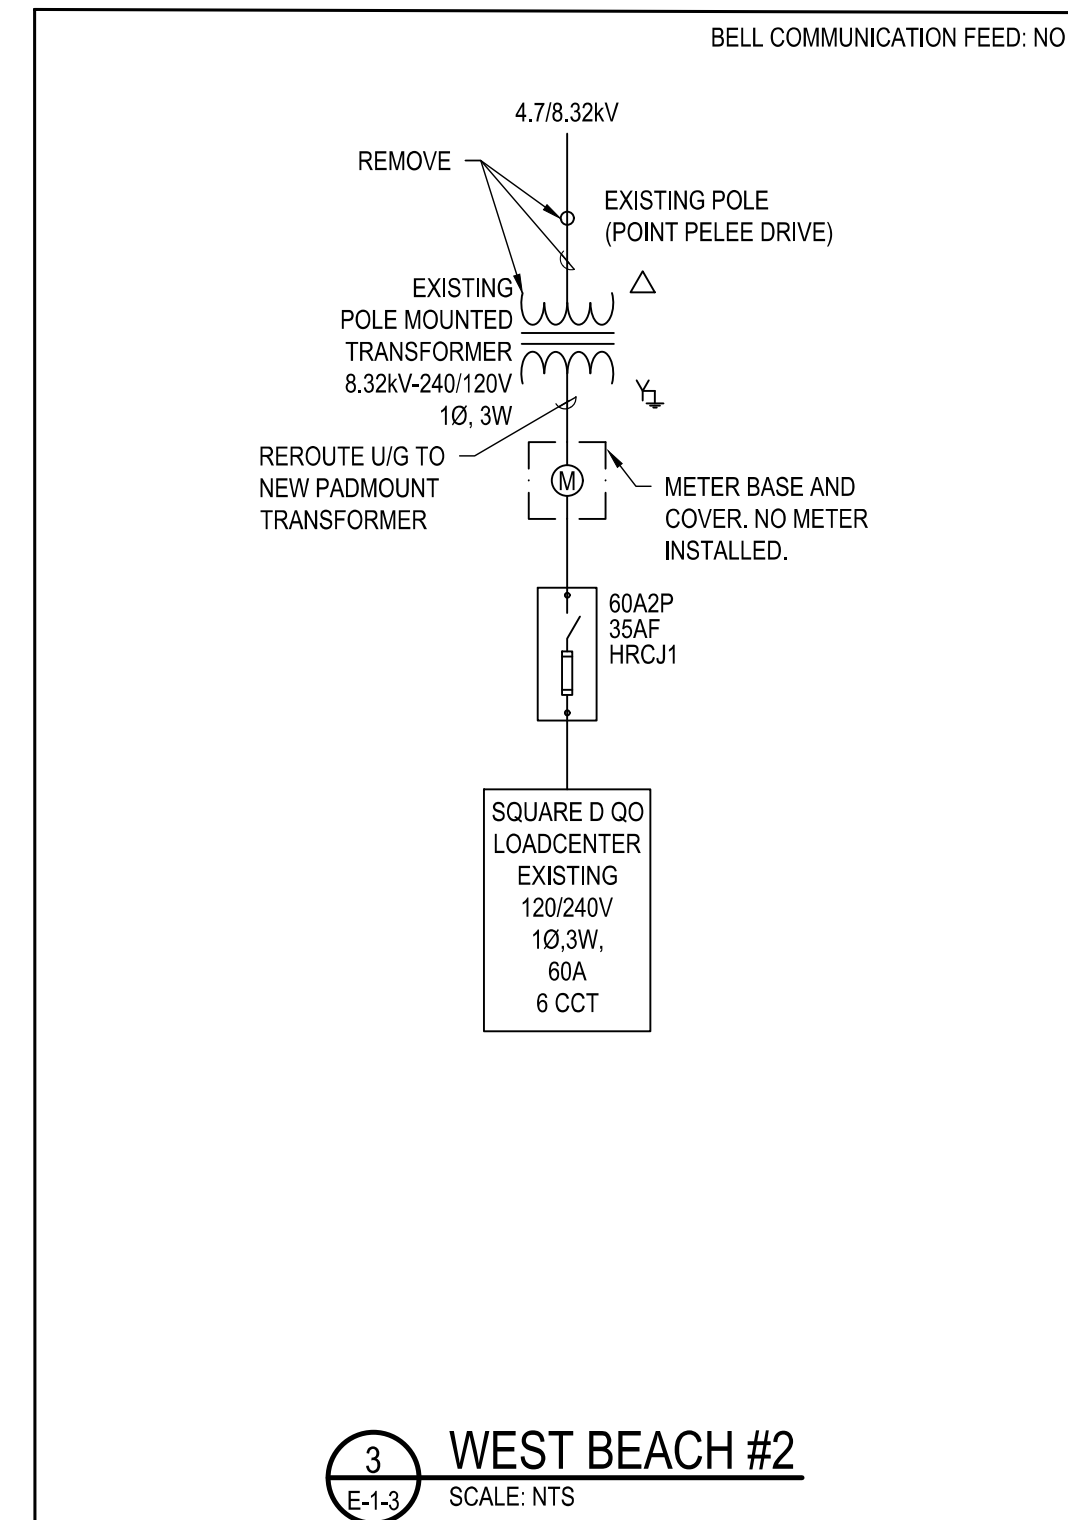 BELL COMMUNICATION FEED: NO
4.7/8.32kV
REMOVE
EXISTING POLE
(POINT PELEE DRIVE)
EXISTING
POLE MOUNTED
TRANSFORMER
8.32kV-240/120V
1Ø, 3W
Y
REROUTE U/G TO
NEW PADMOUNT
TRANSFORMER
M
METER BASE AND
COVER. NO METER
INSTALLED.
60A2P
35AF
HRCJ1
SQUARE D QO
LOADCENTER
EXISTING
120/240V
1Ø,3W,
60A
6 CCT
3
E-1-3
WEST BEACH #2
SCALE: NTS